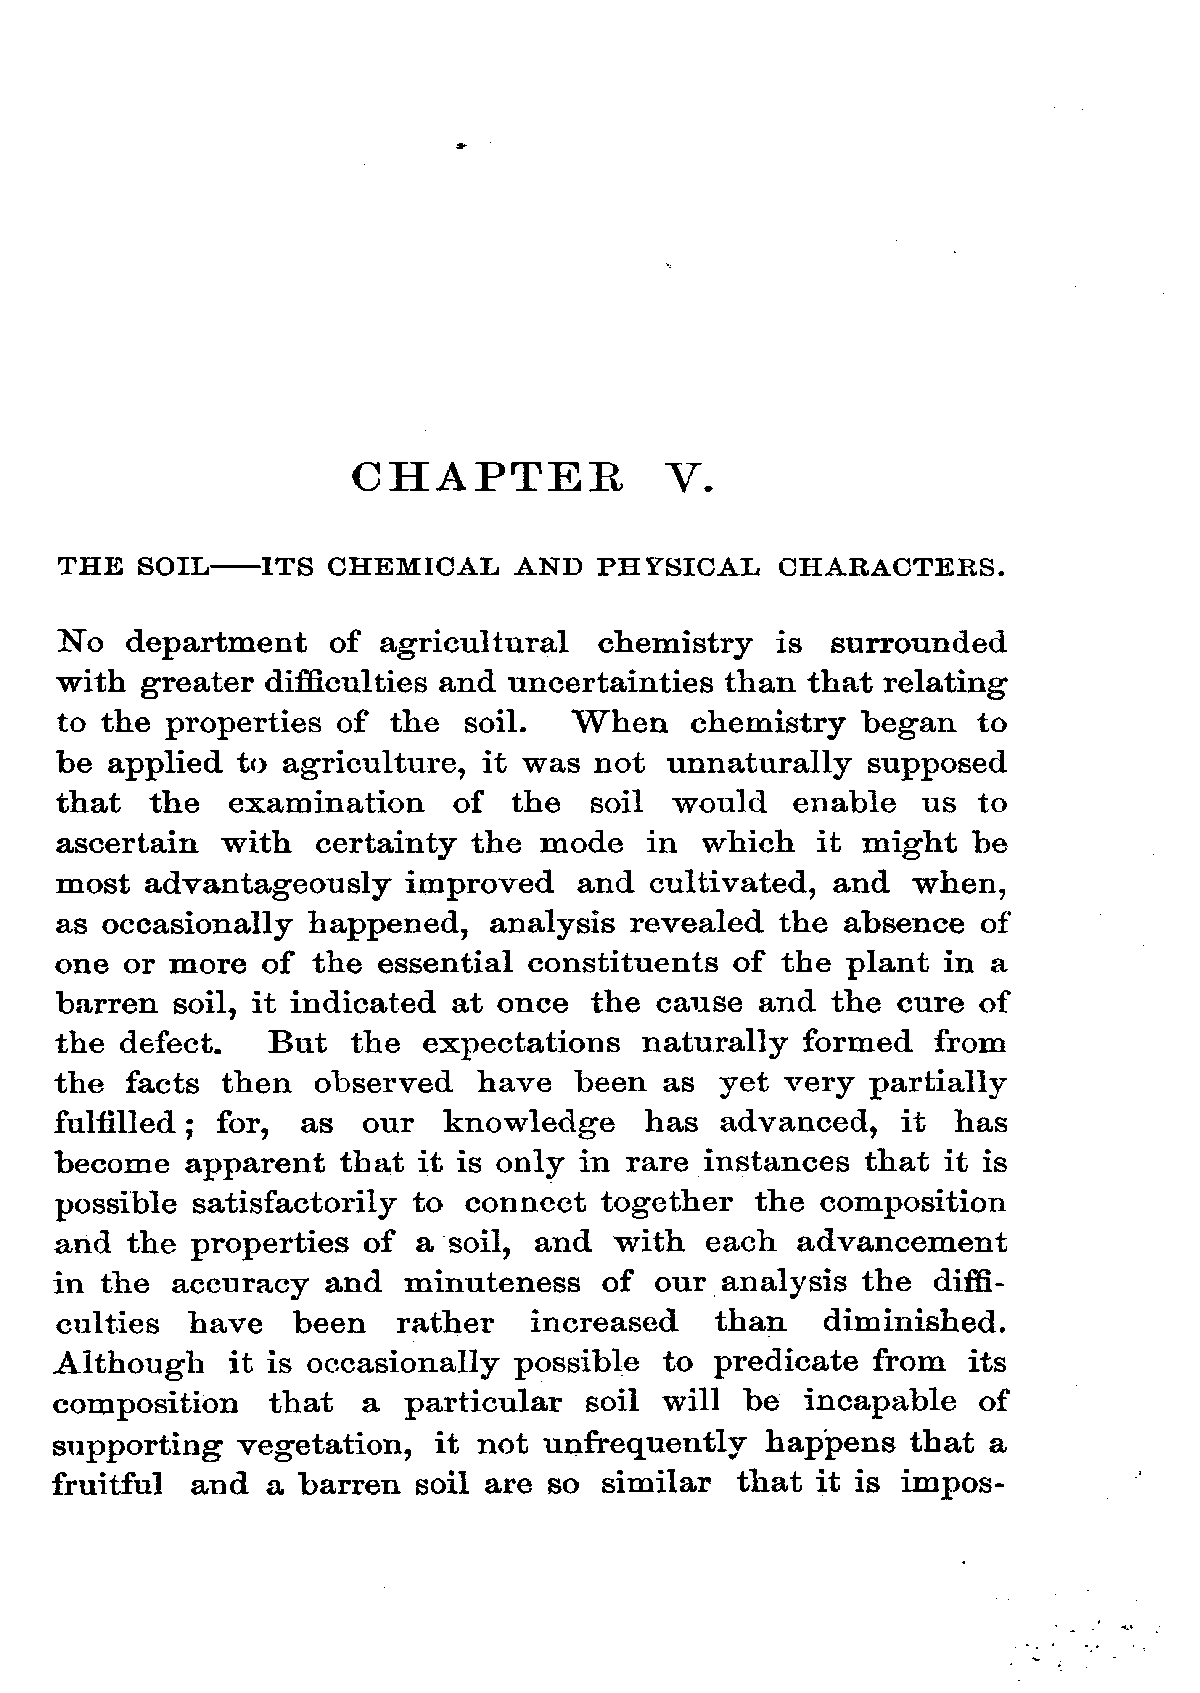 CHAPTER V.
THE SOIL—ITS CHEMICAL AND PHYSICAL CHARACTERS.
No department of agricultural chemistry is surrounded
with greater difficulties and uncertainties than that relating
to the properties of the soil. When chemistry began to
be applied to agriculture, it was not unnaturally supposed
that the examination of the soil would enable us to
ascertain with certainty the mode in which it might be
most advantageously improved and cultivated, and when,
as occasionally happened, analysis revealed the absence of
one or more of the essential constituents of the plant in a
barren soil, it indicated at once the cause and the cure of
the defect. But the expectations naturally formed from
the facts then observed have been as yet very partially
fulfilled; for, as our knowledge has advanced, it has
become apparent that it is only in rare instances that it is
possible satisfactorily to connect together the composition
and the properties of a soil, and with each advancement
in the accuracy and minuteness of our analysis the diffi-
culties have been rather increased than diminished.
Although it is occasionally possible to predicate from its
composition that a particular soil will be incapable of
supporting vegetation, it not unfrequently happens that a
fruitful and a barren soil are so similar that it is impos-